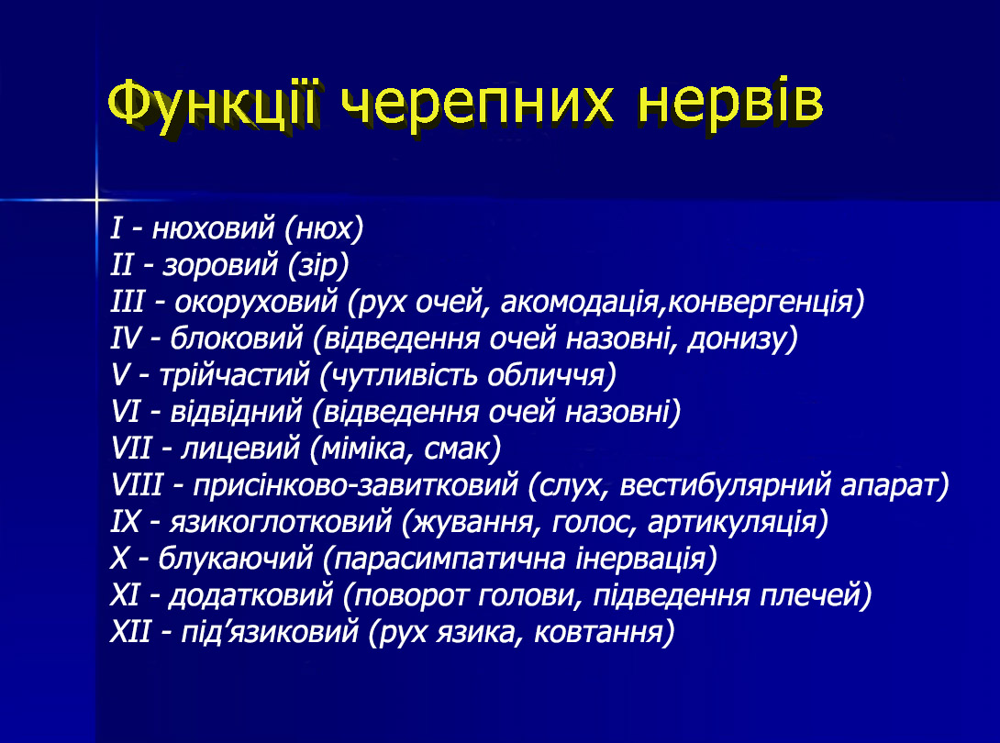 Функції черепних нервів
I - нюховий (нюх)
II - зоровий (зір)
III - окоруховий (рух очей, акомодація,конвергенція)
IV - блоковий (відведення очей назовні, донизу)
V - трійчастий (чутливість обличчя)
VI - відвідний (відведення очей назовні)
VII - лицевий (міміка, смак)
VIII - присінково-завитковий (слух, вестибулярний апарат)
IX - язикоглотковий (жування, голос, артикуляція)
X - блукаючий (парасимпатична інервація)
XI - додатковий (поворот голови, підведення плечей)
XII - під’язиковий (рух язика, ковтання)